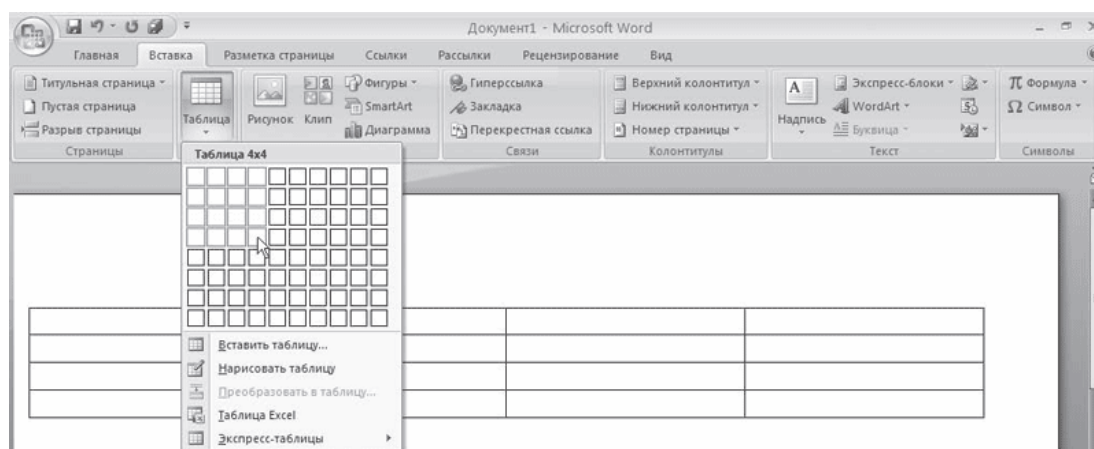 Документ1 - Microsoft Word
Главная Вставка Разметка страницы Ссылки Рассылки Рецензирование Вид
Титульная страница
Пустая страница
Разрыв страницы
Страницы
Таблица
Рисунок
Клип
Фигуры
SmartArt
Диаграмма
Гиперссылка
Закладка
Перекрестная ссылка
Связи
Верхний колонтитул
Нижний колонтитул
Номер страницы
Колонтитулы
A
Надпись
Экспресс-блоки
WordArt
Буквица
Текст
π Формула
Ω Символ
Символы
Таблица 4x4
Вставить таблицу...
Нарисовать таблицу
Преобразовать в таблицу...
Таблица Excel
Экспресс-таблицы